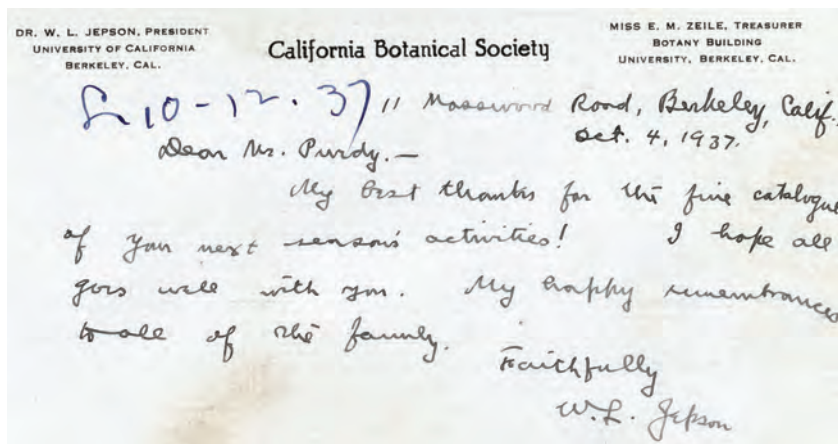 DR. W. L. JEPSON, PRESIDENT
UNIVERSITY OF CALIFORNIA
BERKELEY, CAL.
California Botanical Society
MISS E. M. ZEILE, TREASURER
BOTANY BUILDING
UNIVERSITY, BERKELEY, CAL.
10-12.37
11 Mosswood Road, Berkeley, Calif.,
Oct. 4, 1937.
Dear Mr. Purdy.—
My best thanks for the fine catalogue
of your next season's activities! I hope all
goes well with you. My happy remembrances
to all of the family.
Faithfully
W. L. Jepson